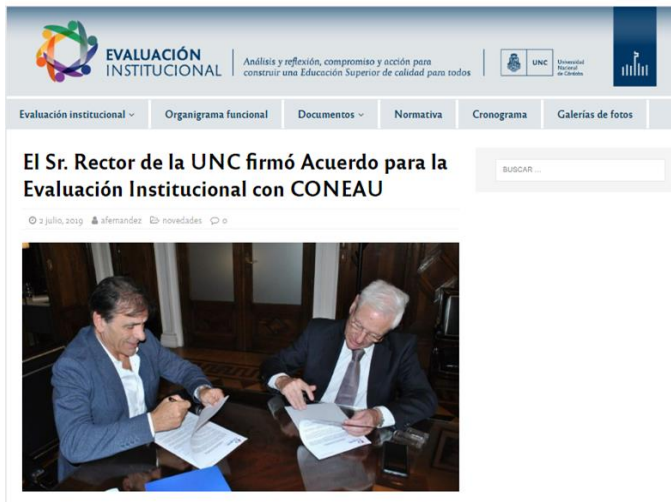 EVALUACIÓN
INSTITUCIONAL
Análisis y reflexión, compromiso y acción para
construir una Educación Superior de calidad para todos
UNC
Universidad
Nacional
de Córdoba
Evaluación institucional
Organigrama funcional
Documentos
Normativa
Cronograma
Galerías de fotos
El Sr. Rector de la UNC firmó Acuerdo para la
Evaluación Institucional con CONEAU
BUSCAR ...
2 julio, 2019 afernandez novedades 0